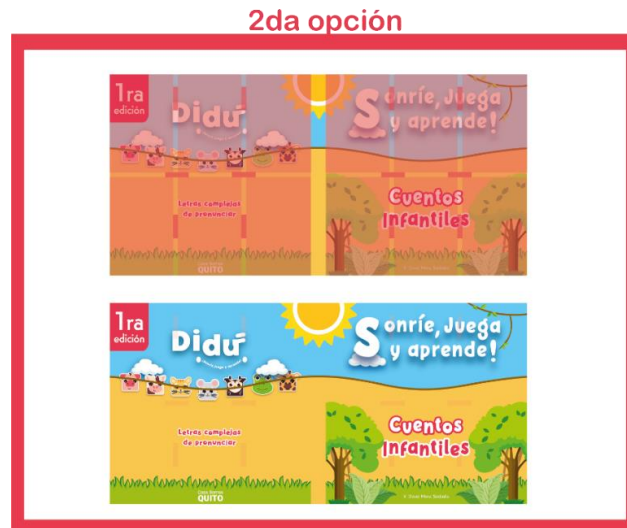 2da opción
1ra
edición
Didú
Sonríe, Juega
y aprende!
Letras complejas
de pronunciar
Cuentos
Infantiles
QUITO
1ra
edición
Didú
Sonríe, Juega
y aprende!
Letras complejas
de pronunciar
Cuentos
Infantiles
QUITO